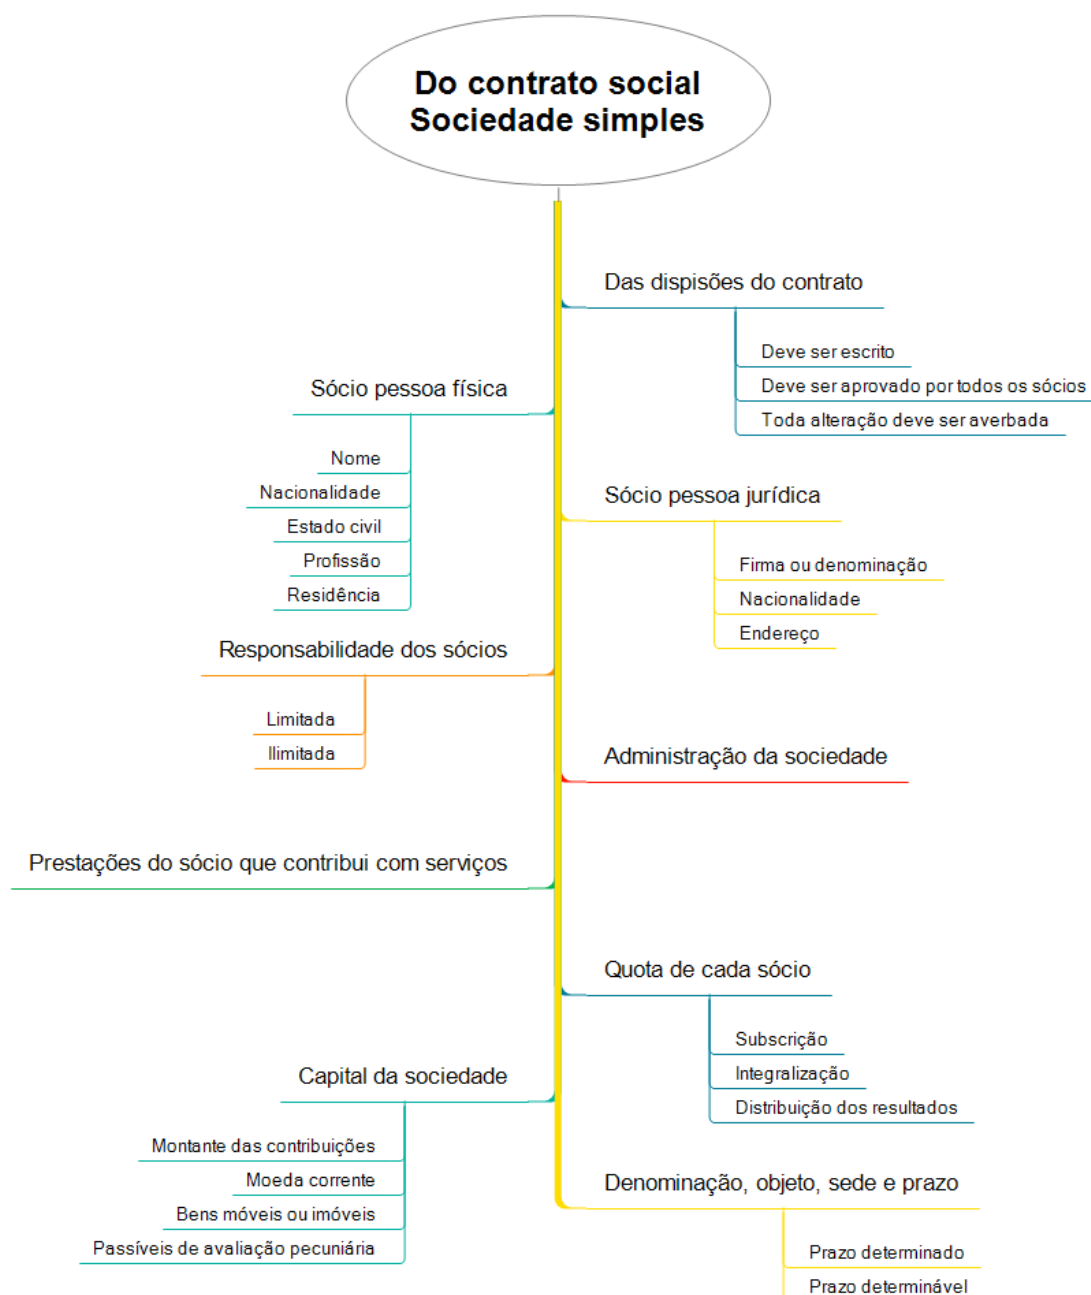 Do contrato social
Sociedade simples
Das dispisões do contrato
Deve ser escrito
Deve ser aprovado por todos os sócios
Toda alteração deve ser averbada
Sócio pessoa física
Nome
Nacionalidade
Estado civil
Profissão
Residência
Sócio pessoa jurídica
Firma ou denominação
Nacionalidade
Endereço
Responsabilidade dos sócios
Limitada
Ilimitada
Administração da sociedade
Prestações do sócio que contribui com serviços
Quota de cada sócio
Subscrição
Integralização
Distribuição dos resultados
Capital da sociedade
Montante das contribuições
Moeda corrente
Bens móveis ou imóveis
Passíveis de avaliação pecuniária
Denominação, objeto, sede e prazo
Prazo determinado
Prazo determinável